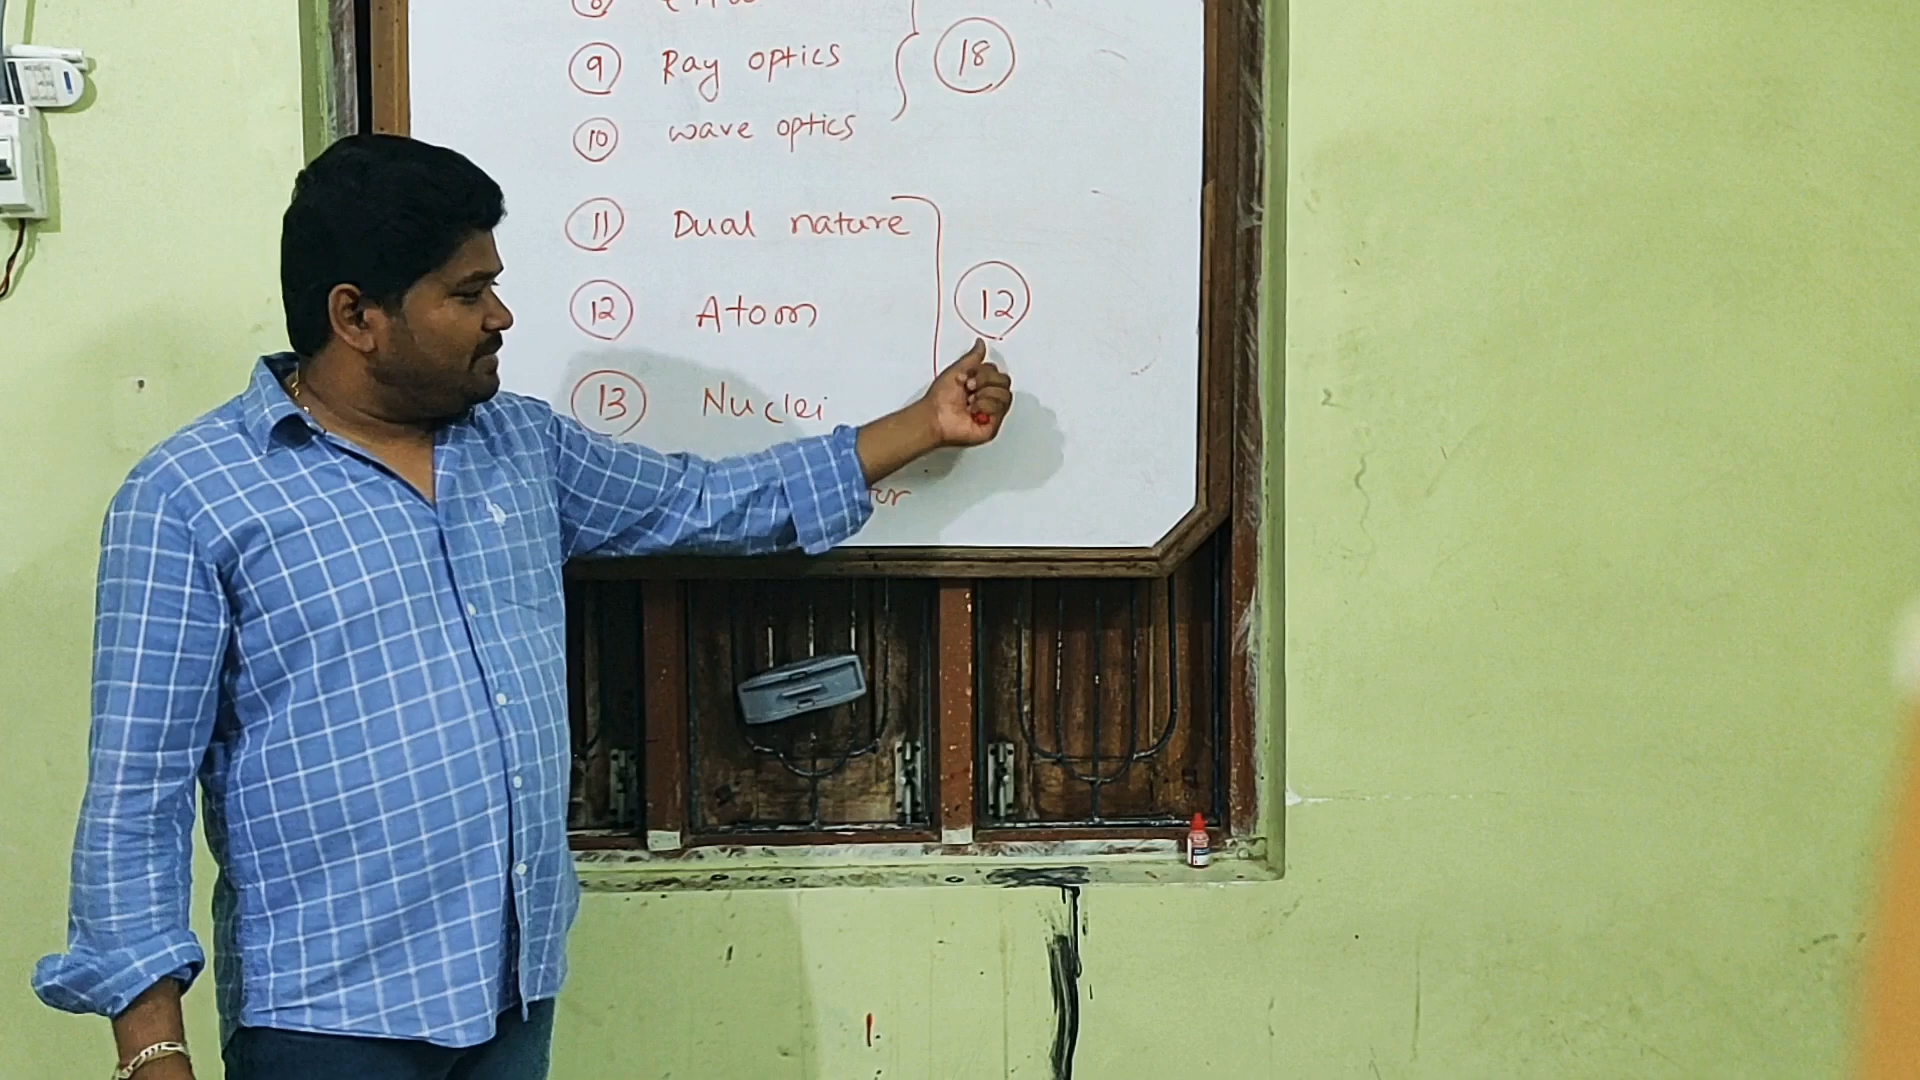 9 Ray optics 18
10 wave optics
11 Dual nature
12 Atom 12
13 Nuclei